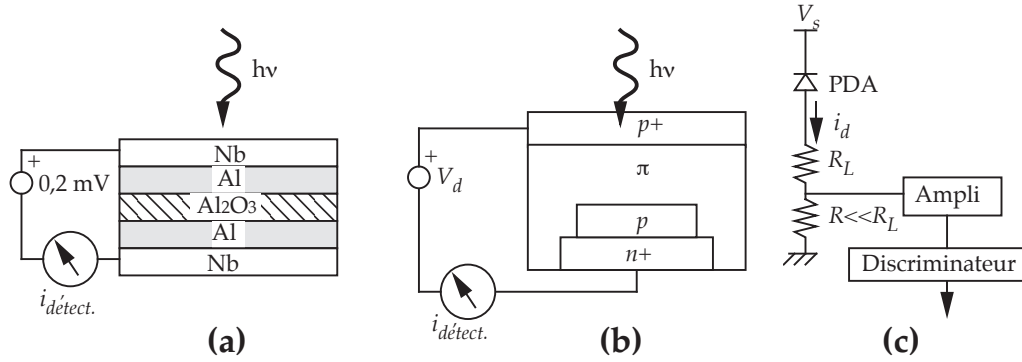 hν
Nb
Al
Al2O3
Al
Nb
+
0,2 mV
idétect.
(a)
hν
p+
π
p
n+
+
Vd
idétect.
(b)
Vs
PDA
id
RL
R<<RL
Ampli
Discriminateur
(c)